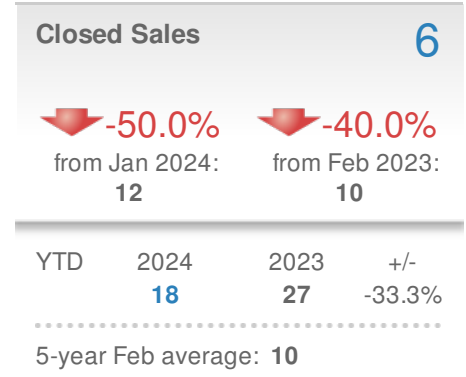 Closed Sales 6
-50.0% -40.0%
from Jan 2024: from Feb 2023:
12 10
YTD 2024 2023 +/-
18 27 -33.3%
5-year Feb average: 10